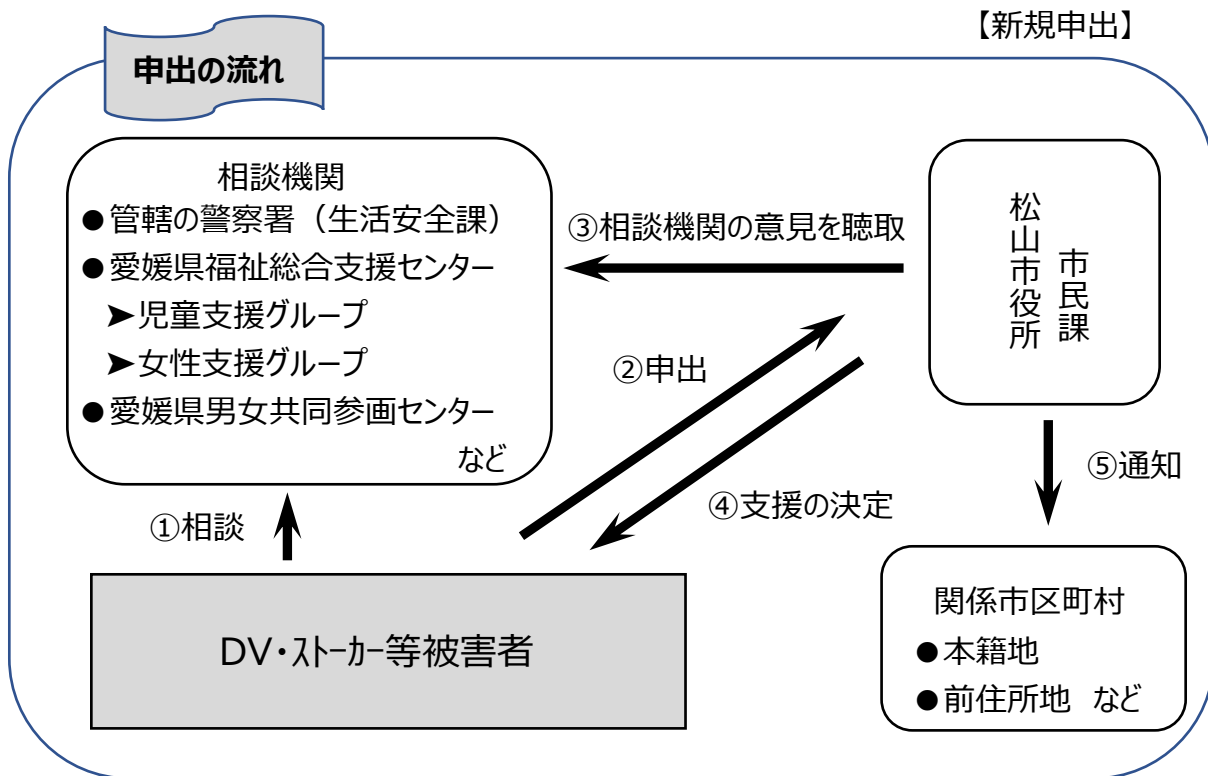 【新規申出】
申出の流れ
相談機関
●管轄の警察署（生活安全課）
●愛媛県福祉総合支援センター
➤児童支援グループ
➤女性支援グループ
●愛媛県男女共同参画センター
など
③相談機関の意見を聴取
松山市役所
市民課
②申出
④支援の決定
⑤通知
①相談
DV・ｽﾄｰｶｰ等被害者
関係市区町村
●本籍地
●前住所地　など